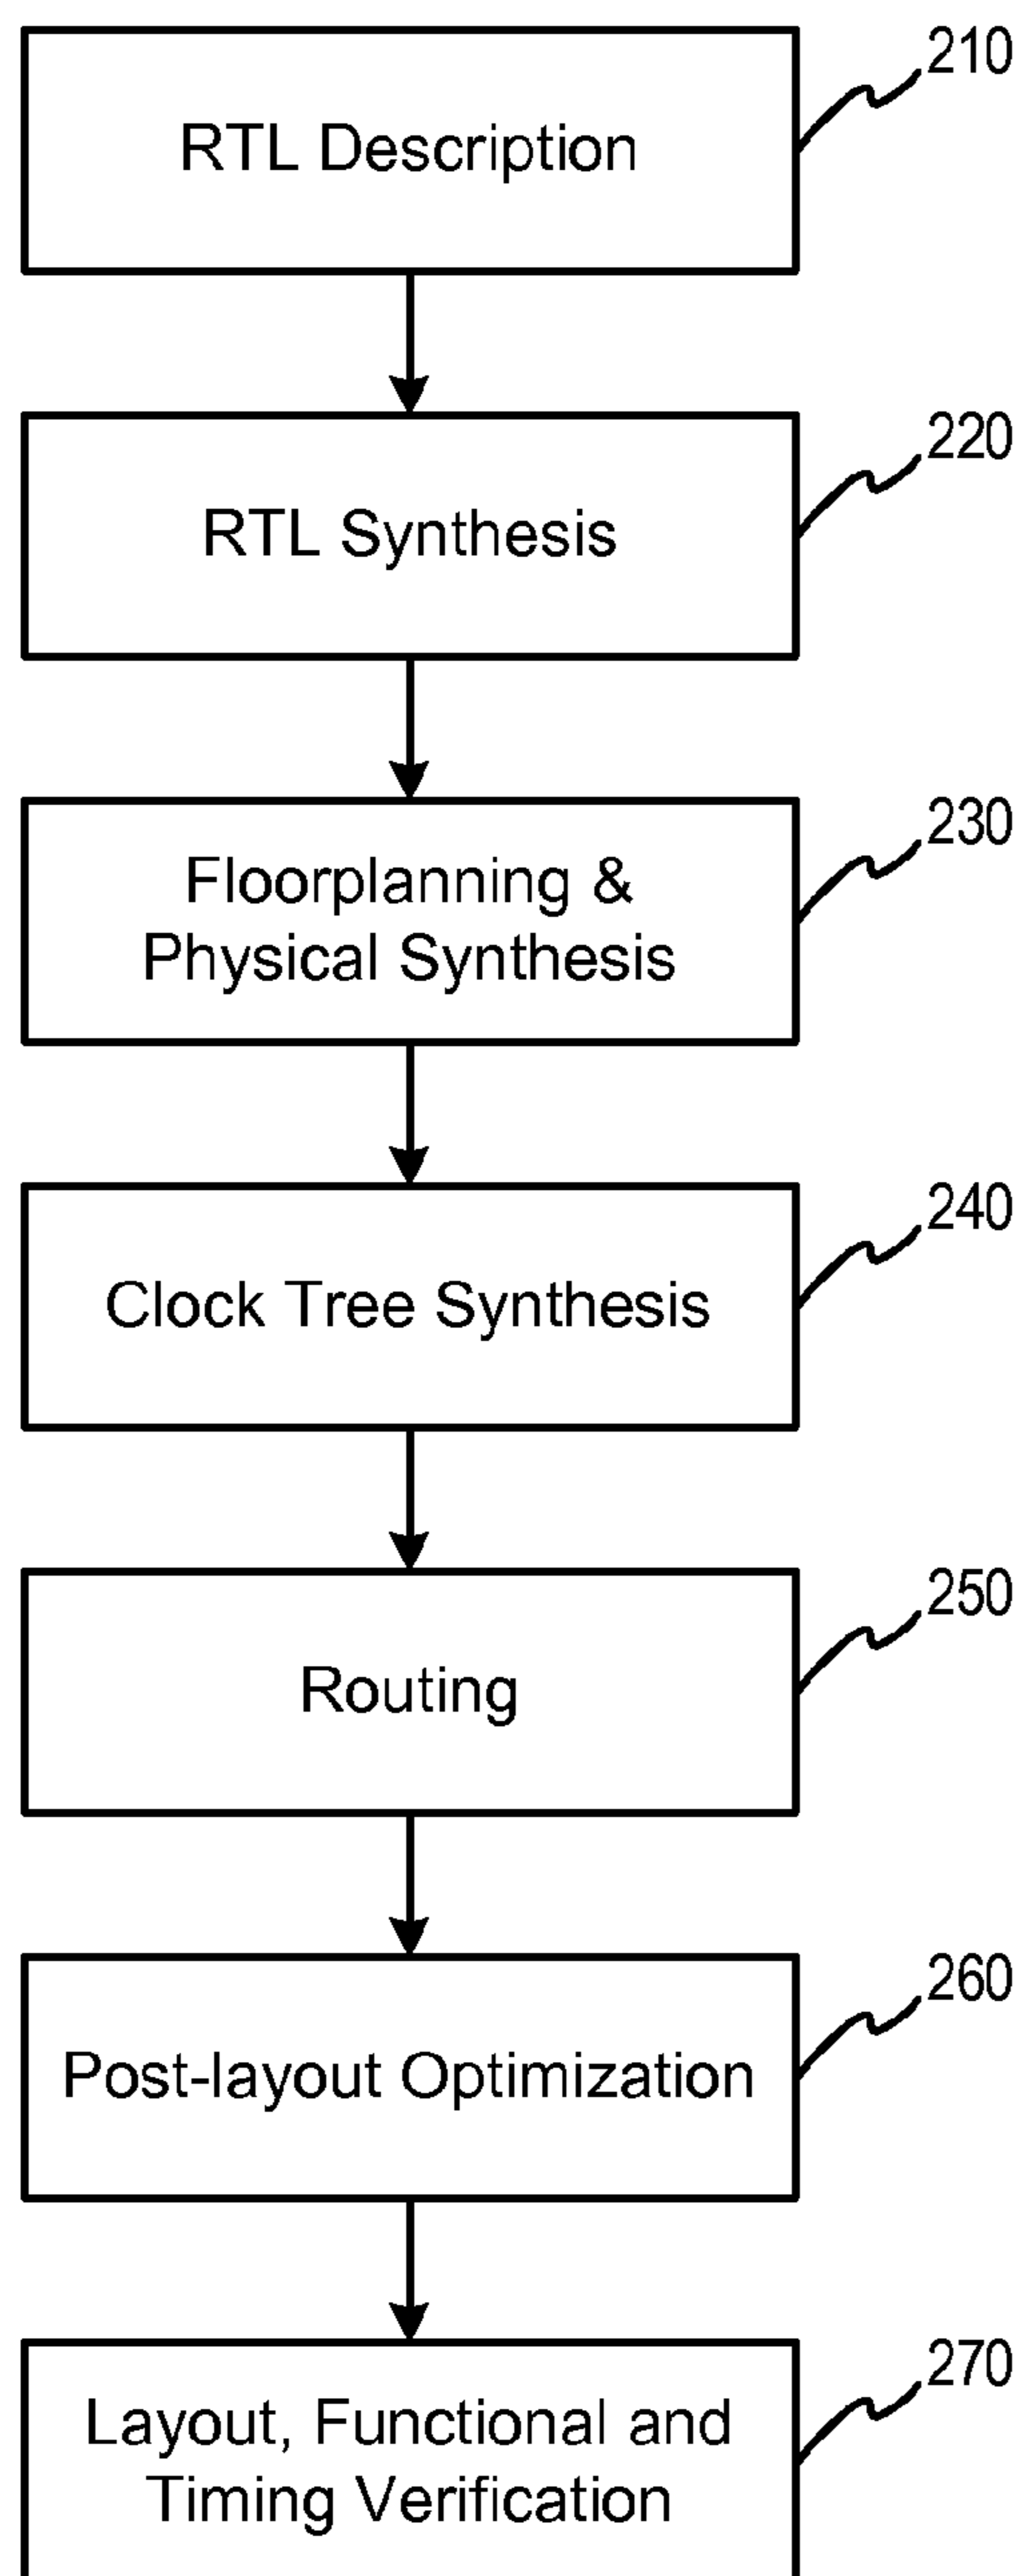 210
RTL Description
220
RTL Synthesis
230
Floorplanning &
Physical Synthesis
240
Clock Tree Synthesis
250
Routing
260
Post-layout Optimization
270
Layout, Functional and
Timing Verification